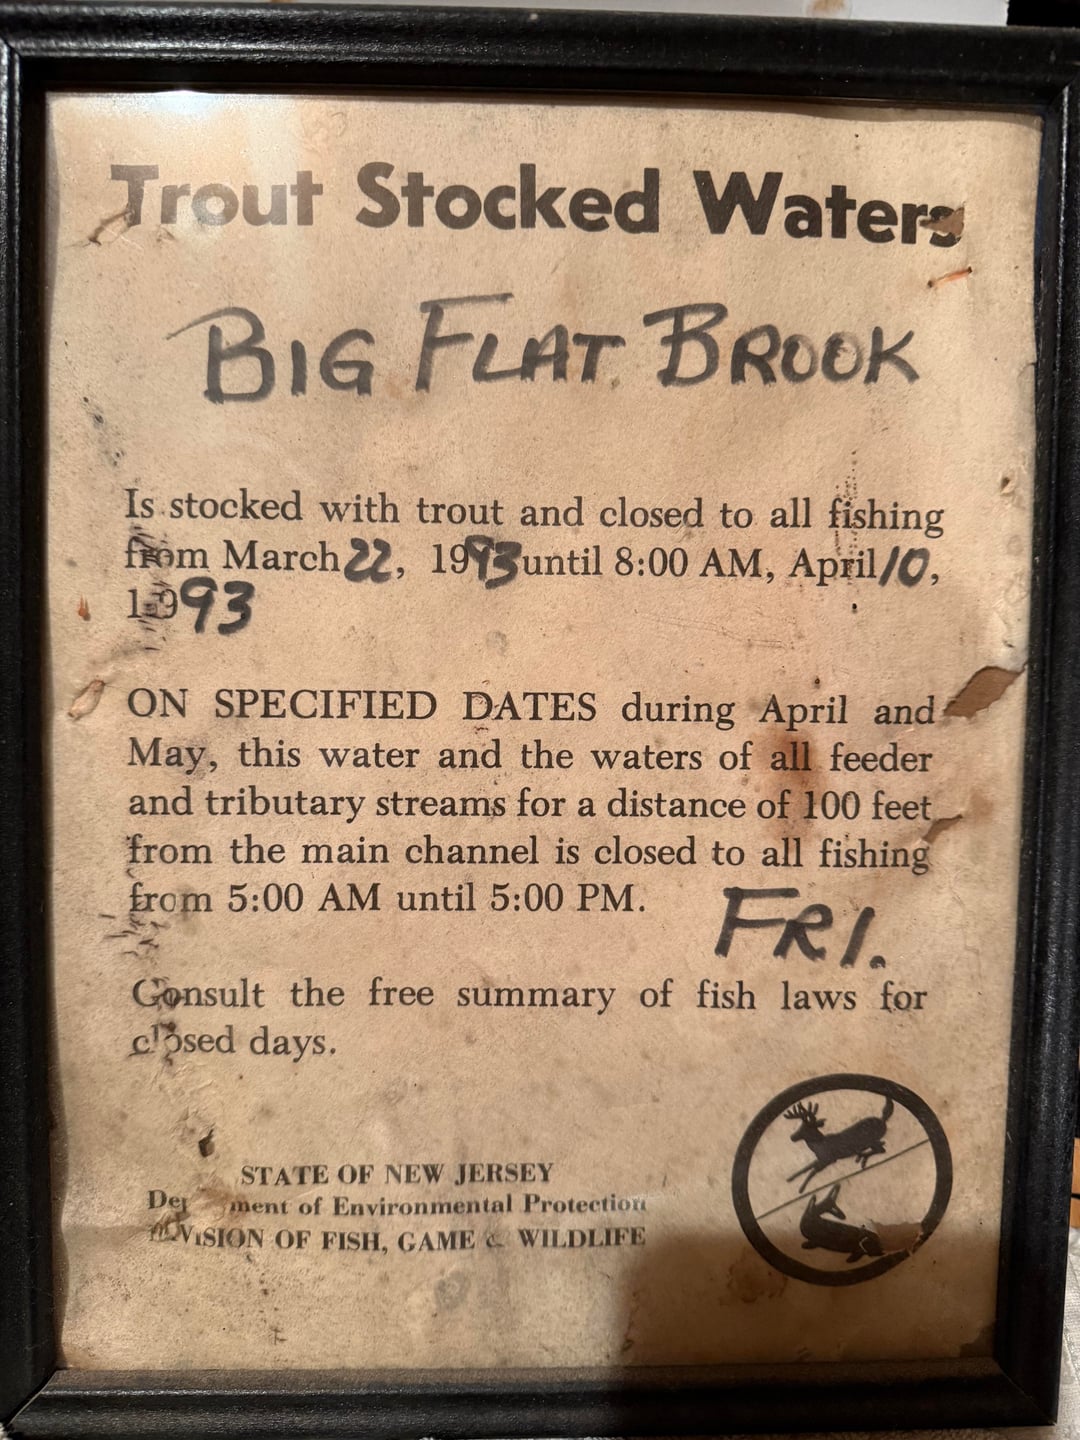 Trout Stocked Waters
BIG FLAT BROOK
Is stocked with trout and closed to all fishing
from March 22, 1993 until 8:00 AM, April 10,
1993
ON SPECIFIED DATES during April and
May, this water and the waters of all feeder
and tributary streams for a distance of 100 feet
from the main channel is closed to all fishing
from 5:00 AM until 5:00 PM.
FRI.
Consult the free summary of fish laws for
closed days.
STATE OF NEW JERSEY
Department of Environmental Protection
DIVISION OF FISH, GAME & WILDLIFE